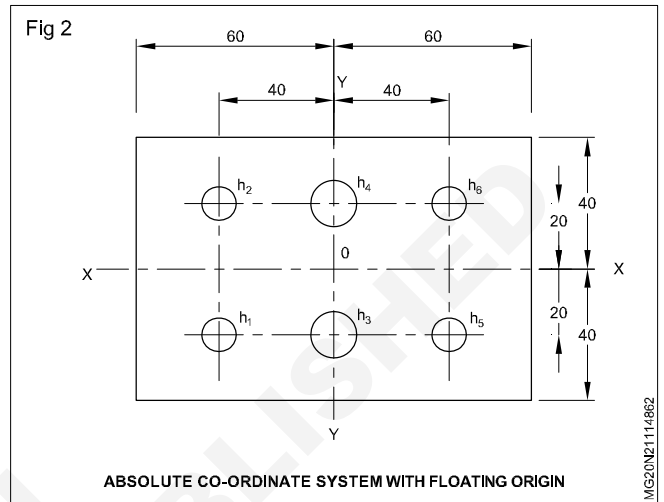 Fig 2
60 60
Y
40 40
h2 h4 h6
40
20
0
X X
20
40
h1 h3 h5
Y
ABSOLUTE CO-ORDINATE SYSTEM WITH FLOATING ORIGIN
MG20N21114862